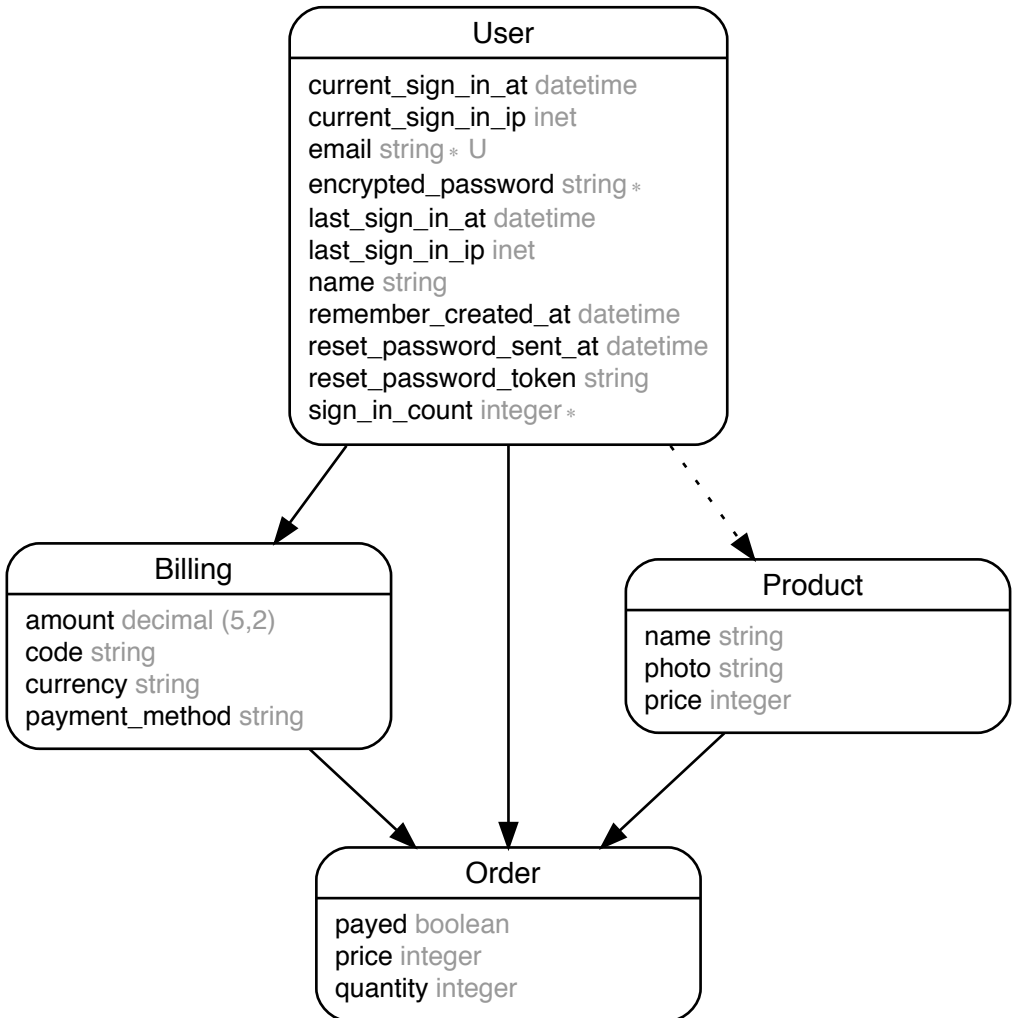 User
current_sign_in_at datetime
current_sign_in_ip inet
email string * U
encrypted_password string *
last_sign_in_at datetime
last_sign_in_ip inet
name string
remember_created_at datetime
reset_password_sent_at datetime
reset_password_token string
sign_in_count integer *
Billing
amount decimal (5,2)
code string
currency string
payment_method string
Product
name string
photo string
price integer
Order
payed boolean
price integer
quantity integer